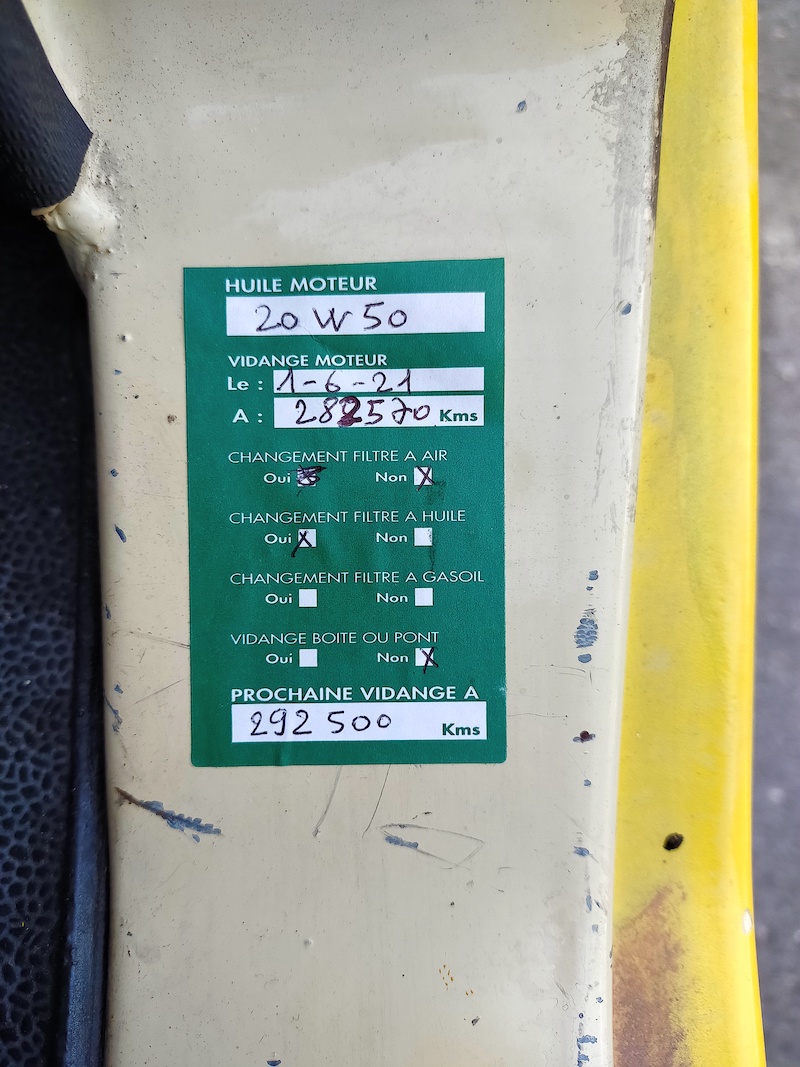 HUILE MOTEUR
20 W 50
VIDANGE MOTEUR
Le : 1-6-21
A : 282570 Kms
CHANGEMENT FILTRE A AIR
Oui Non X
CHANGEMENT FILTRE A HUILE
Oui X Non
CHANGEMENT FILTRE A GASOIL
Oui Non
VIDANGE BOITE OU PONT
Oui Non X
PROCHAINE VIDANGE A
292 500 Kms